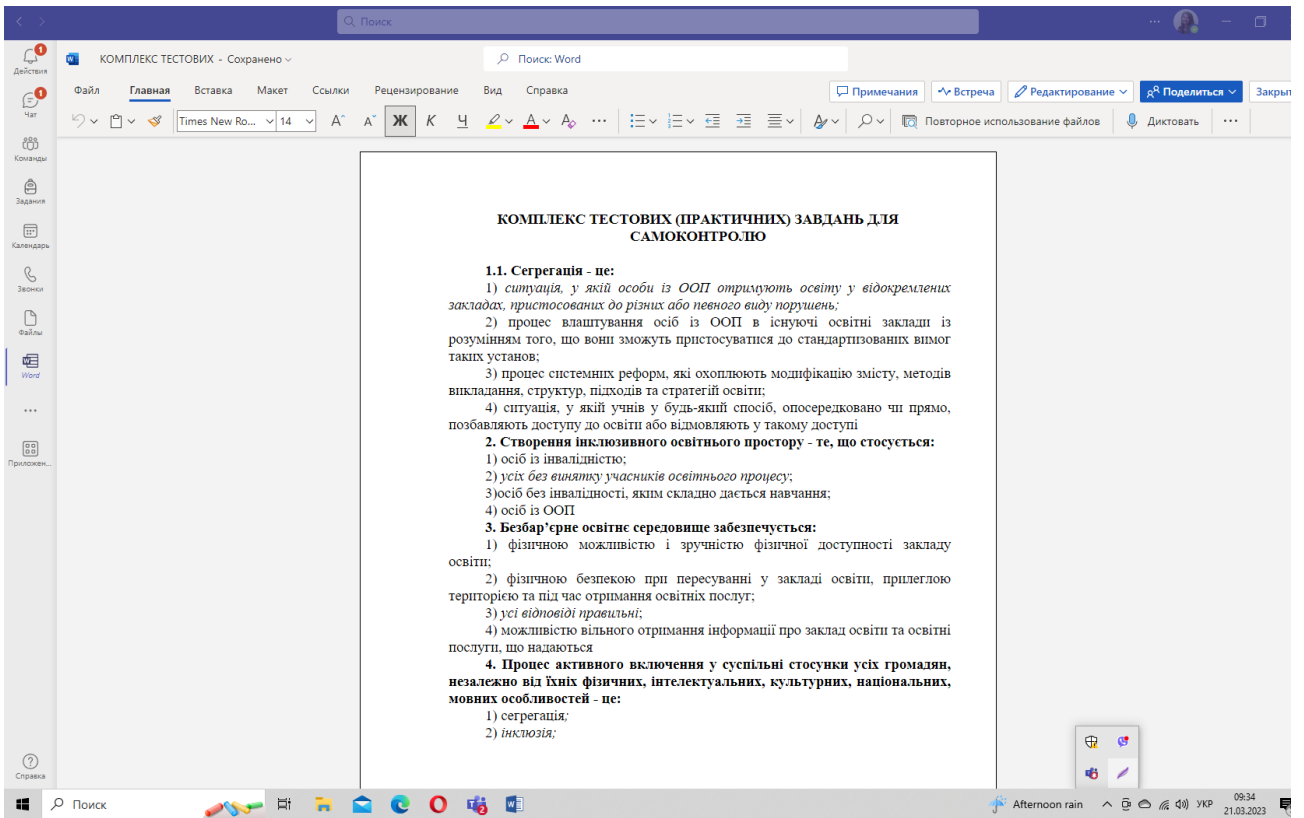 Поиск
Действия
Чат
Команды
Задания
Календарь
Звонки
Файлы
Word
Приложен...
Справка
КОМПЛЕКС ТЕСТОВИХ - Сохранено
Поиск: Word
Файл Главная Вставка Макет Ссылки Рецензирование Вид Справка
Примечания Встреча Редактирование Поделиться Закрыт
Times New Ro... 14 Ж К Ч Повторное использование файлов Диктовать
КОМПЛЕКС ТЕСТОВИХ (ПРАКТИЧНИХ) ЗАВДАНЬ ДЛЯ
САМОКОНТРОЛЮ
1.1. Сегрегація - це:
1) ситуація, у якій особи із ООП отримують освіту у відокремлених
закладах, пристосованих до різних або певного виду порушень;
2) процес влаштування осіб із ООП в існуючі освітні заклади із
розумінням того, що вони зможуть пристосуватися до стандартизованих вимог
таких установ;
3) процес системних реформ, які охоплюють модифікацію змісту, методів
викладання, структур, підходів та стратегій освіти;
4) ситуація, у якій учнів у будь-який спосіб, опосередковано чи прямо,
позбавляють доступу до освіти або відмовляють у такому доступі
2. Створення інклюзивного освітнього простору - те, що стосується:
1) осіб із інвалідністю;
2) усіх без винятку учасників освітнього процесу;
3)осіб без інвалідності, яким складно дається навчання;
4) осіб із ООП
3. Безбар’єрне освітнє середовище забезпечується:
1) фізичною можливістю і зручністю фізичної доступності закладу
освіти;
2) фізичною безпекою при пересуванні у закладі освіти, прилеглою
територією та під час отримання освітніх послуг;
3) усі відповіді правильні;
4) можливістю вільного отримання інформації про заклад освіти та освітні
послуги, що надаються
4. Процес активного включення у суспільні стосунки усіх громадян,
незалежно від їхніх фізичних, інтелектуальних, культурних, національних,
мовних особливостей - це:
1) сегрегація;
2) інклюзія;
Поиск
Afternoon rain УКР 09:34
21.03.2023